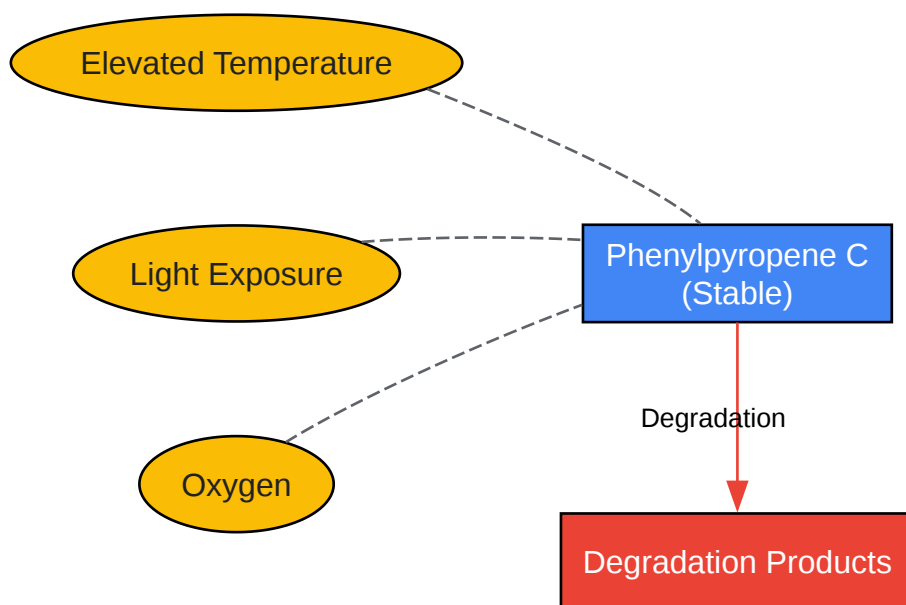 Elevated Temperature
Light Exposure
Phenylpyropene C
(Stable)
Degradation
Oxygen
Degradation Products